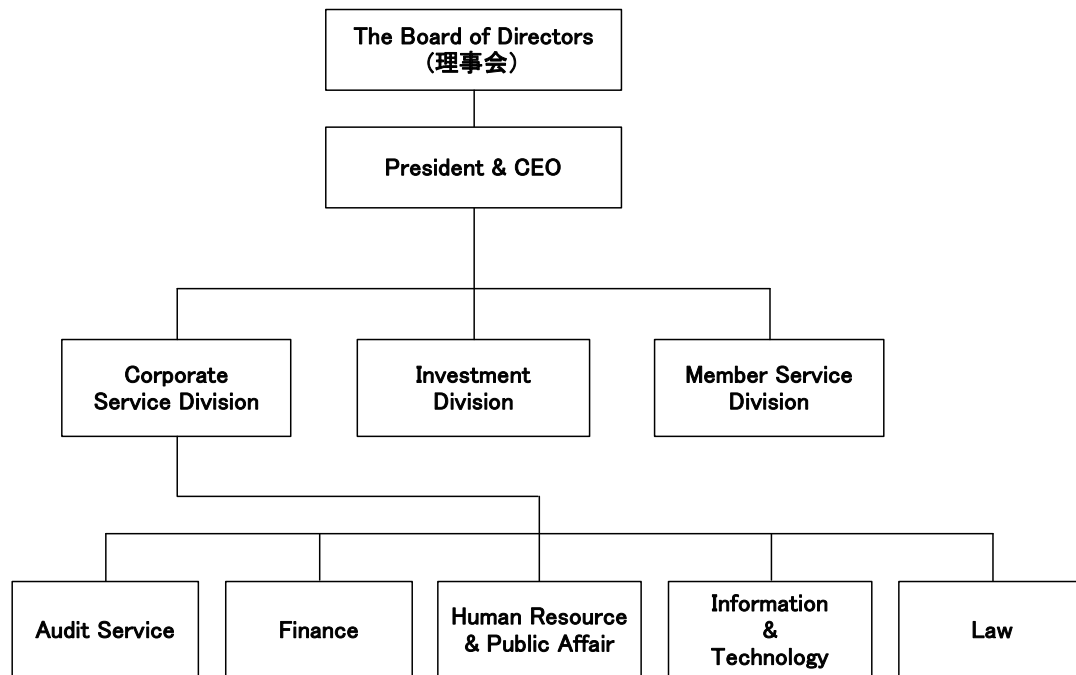 The Board of Directors
（理事会）
President & CEO
Corporate
Service Division
Investment
Division
Member Service
Division
Audit Service
Finance
Human Resource
& Public Affair
Information
&
Technology
Law